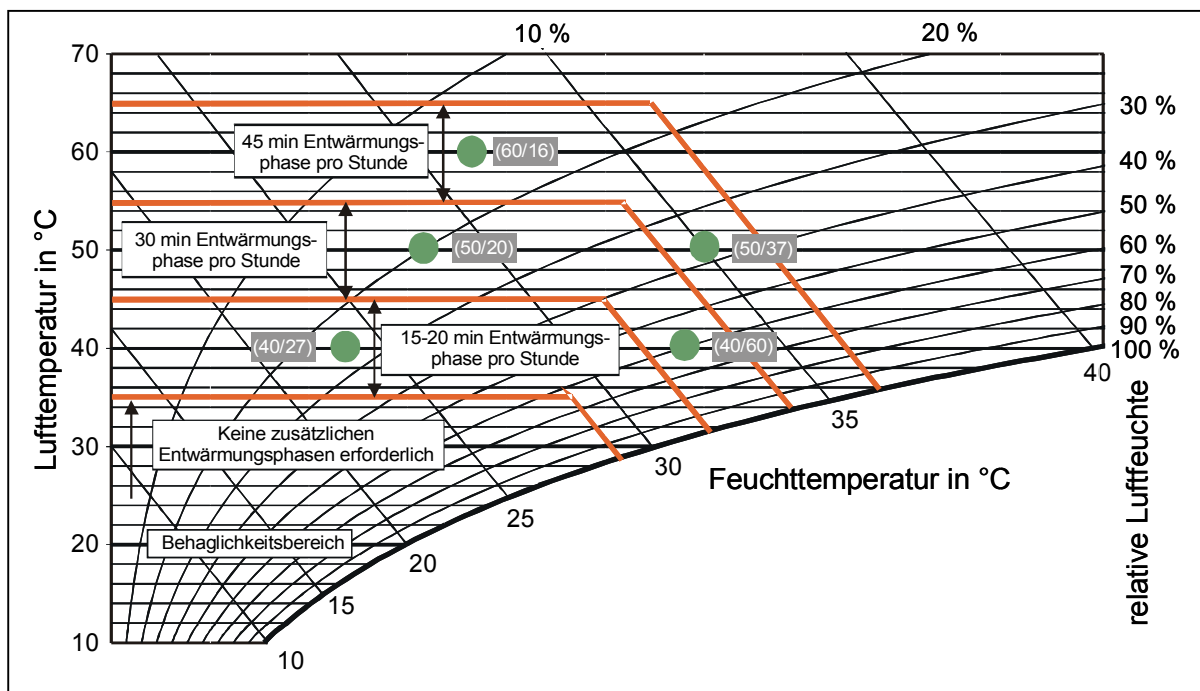 10 %
20 %
70
60
50
40
30
20
10
Lufttemperatur in °C
30 %
40 %
50 %
60 %
70 %
80 %
90 %
100 %
relative Luftfeuchte
45 min Entwärmungs-
phase pro Stunde
(60/16)
30 min Entwärmungs-
phase pro Stunde
(50/20)
(50/37)
(40/27)
15-20 min Entwärmungs-
phase pro Stunde
(40/60)
Keine zusätzlichen
Entwärmungsphasen erforderlich
Behaglichkeitsbereich
10
15
20
25
30
35
40
Feuchttemperatur in °C